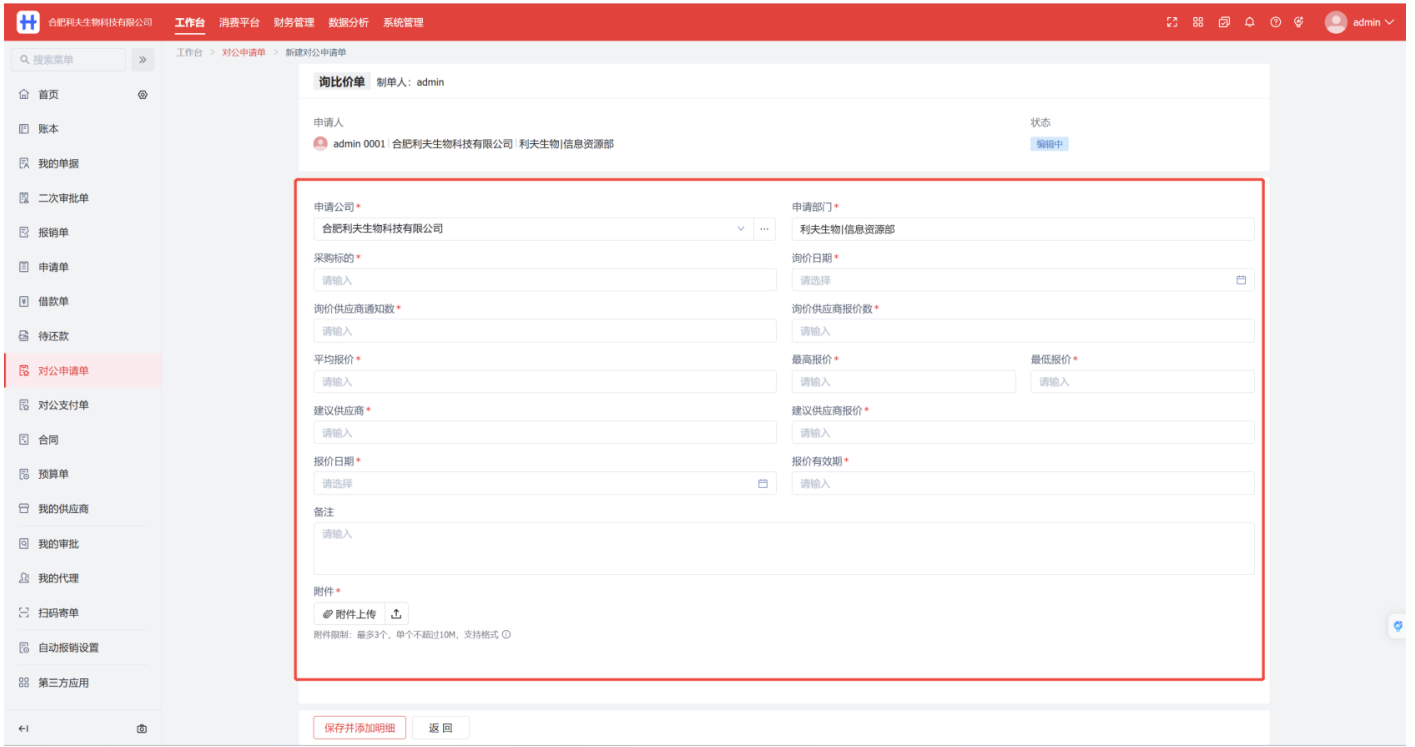 合肥利夫生物科技有限公司 工作台 消费平台 财务管理 数据分析 系统管理 admin
搜索菜单
工作台 > 对公申请单 > 新建对公申请单
首页
账本
我的单据
二次审批单
报销单
申请单
借款单
待还款
对公申请单
对公支付单
合同
预算单
我的供应商
我的审批
我的代理
扫码寄单
自动报销设置
第三方应用
询比价单 制单人: admin
申请人 状态
admin 0001 合肥利夫生物科技有限公司 利夫生物|信息资源部 编辑中
申请公司* 申请部门*
合肥利夫生物科技有限公司 ... 利夫生物|信息资源部
采购标的* 询价日期*
请输入 请选择
询价供应商通知数* 询价供应商报价数*
请输入 请输入
平均报价* 最高报价* 最低报价*
请输入 请输入 请输入
建议供应商* 建议供应商报价*
请输入 请输入
报价日期* 报价有效期*
请选择 请输入
备注
请输入
附件*
附件上传
附件限制: 最多3个, 单个不超过10M, 支持格式
保存并添加明细 返回